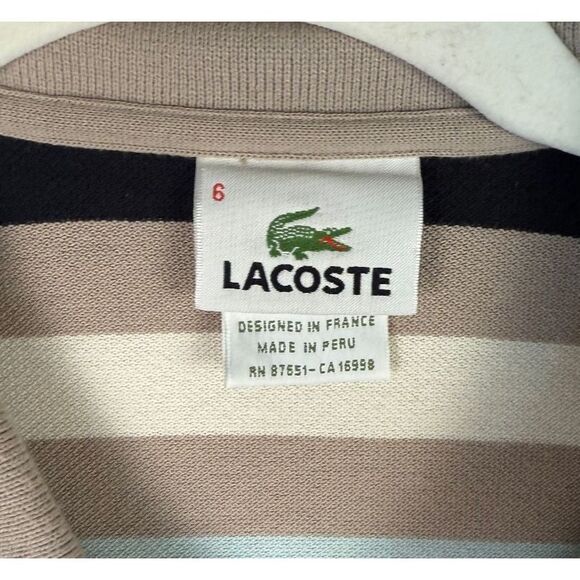 6
LACOSTE
DESIGNED IN FRANCE
MADE IN PERU
RN 87651-CA 16998